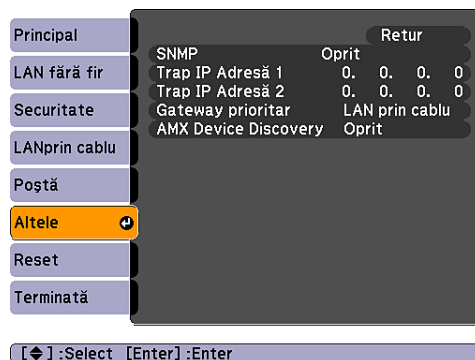 Principal
LAN fără fir
Securitate
LANprin cablu
Poştă
Altele
Reset
Terminată
Retur
SNMP Oprit
Trap IP Adresă 1 0. 0. 0. 0
Trap IP Adresă 2 0. 0. 0. 0
Gateway prioritar LAN prin cablu
AMX Device Discovery Oprit
[◆] :Select [Enter] :Enter